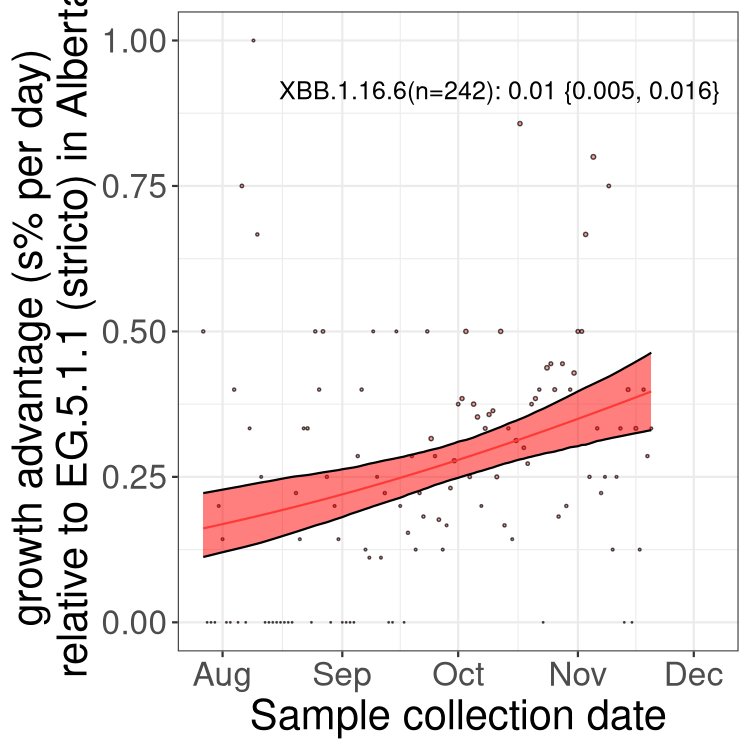 growth advantage (s% per day)
relative to EG.5.1.1 (stricto) in Alberta
1.00
0.75
0.50
0.25
0.00
XBB.1.16.6(n=242): 0.01 {0.005, 0.016}
Aug Sep Oct Nov Dec
Sample collection date